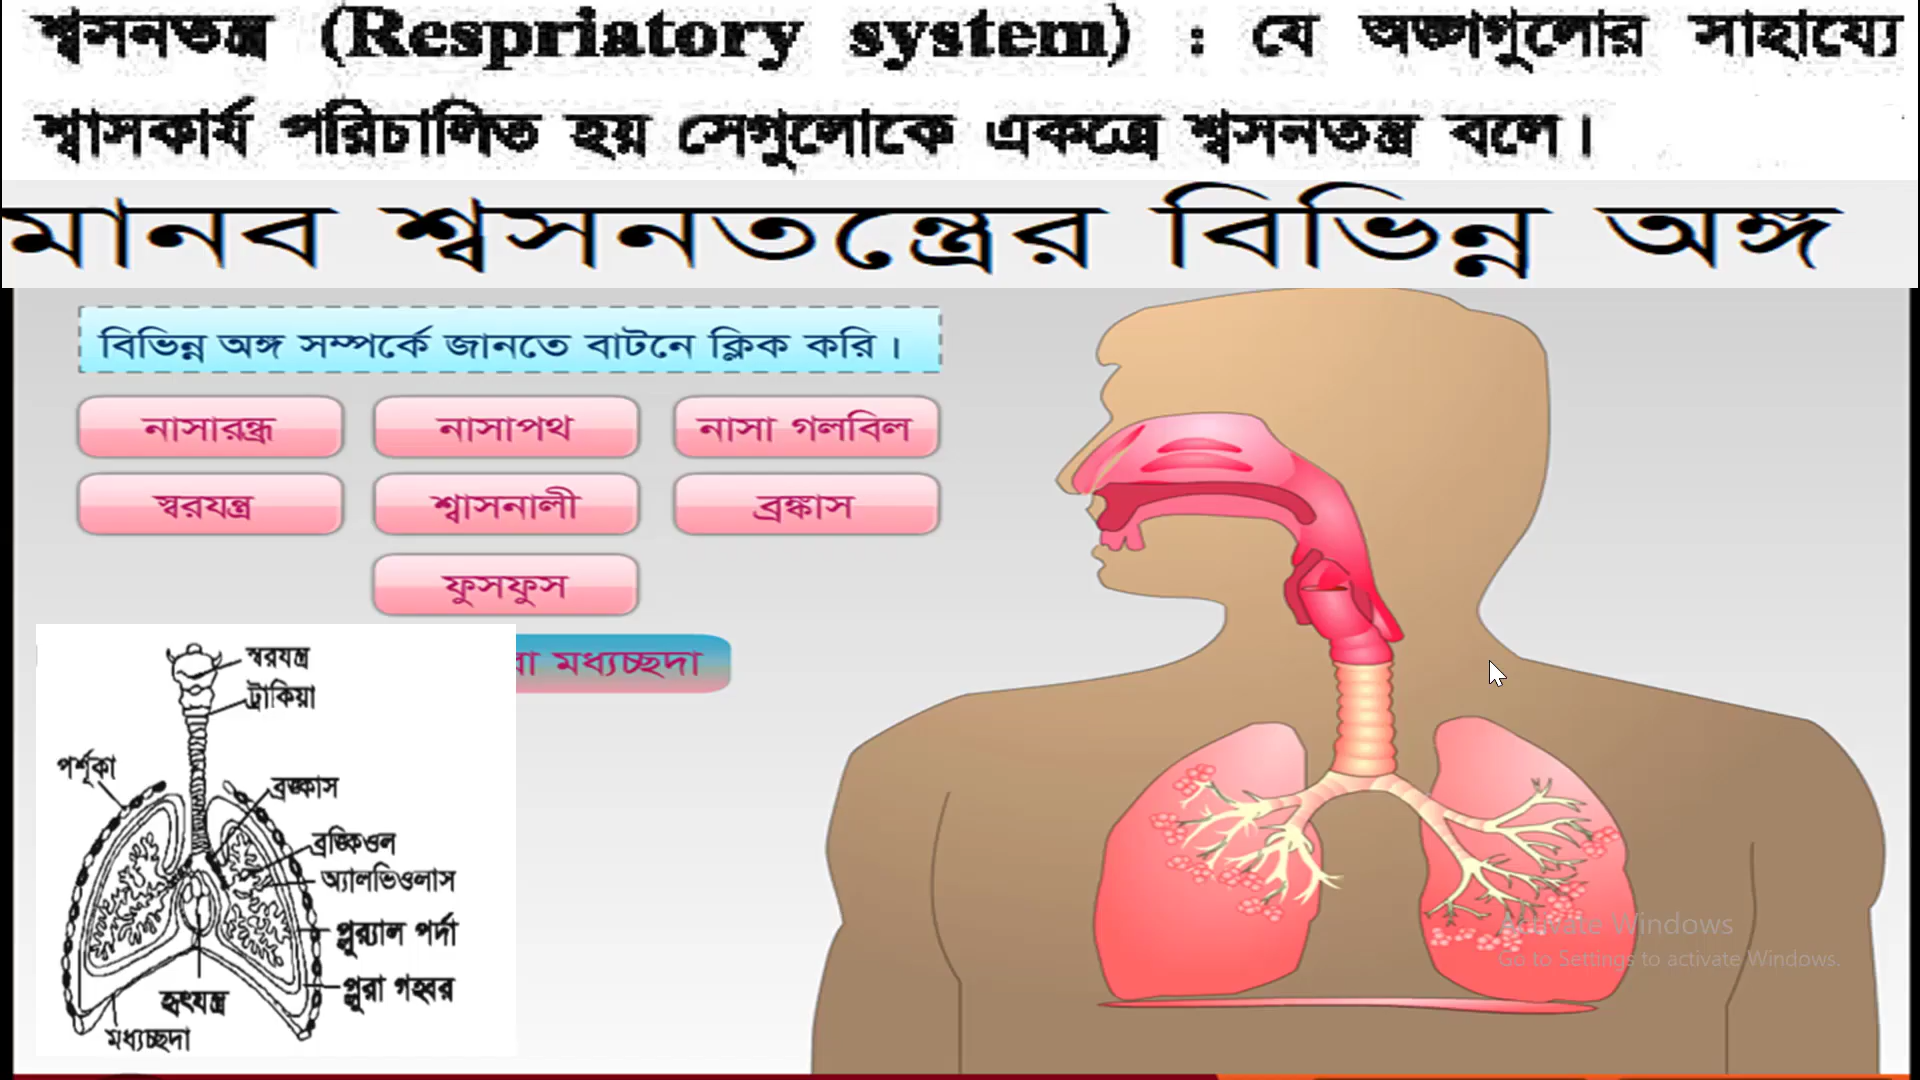 শ্বসনতন্ত্র (Respriatory system) : যে অঙ্গগুলোর সাহায্যে
শ্বাসকার্য পরিচালিত হয় সেগুলোকে একত্রে শ্বসনতন্ত্র বলে।
মানব শ্বসনতন্ত্রের বিভিন্ন অঙ্গ
বিভিন্ন অঙ্গ সম্পর্কে জানতে বাটনে ক্লিক করি।
নাসারন্ধ্র
নাসাপথ
নাসা গলবিল
স্বরযন্ত্র
শ্বাসনালী
ব্রঙ্কাস
ফুসফুস
মধ্যচ্ছদা
স্বরযন্ত্র
ট্রাকিয়া
পর্শুকা
ব্রঙ্কাস
ব্রঙ্কিওল
অ্যালভিওলাস
প্লুর‍্যাল পর্দা
প্লুরা গহ্বর
হৃৎযন্ত্র
মধ্যচ্ছদা
Activate Windows
Go to Settings to activate Windows.